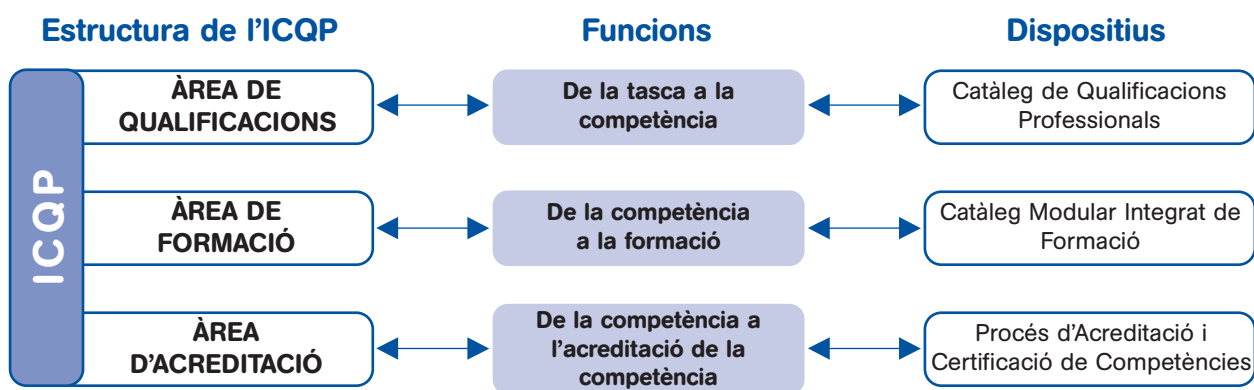 Estructura de l’ICQP
Funcions
Dispositius
ICQP
ÀREA DE
QUALIFICACIONS
De la tasca a la
competència
Catàleg de Qualificacions
Professionals
ÀREA DE
FORMACIÓ
De la competència
a la formació
Catàleg Modular Integrat de
Formació
ÀREA
D’ACREDITACIÓ
De la competència a
l’acreditació de la
competència
Procés d’Acreditació i
Certificació de Competències